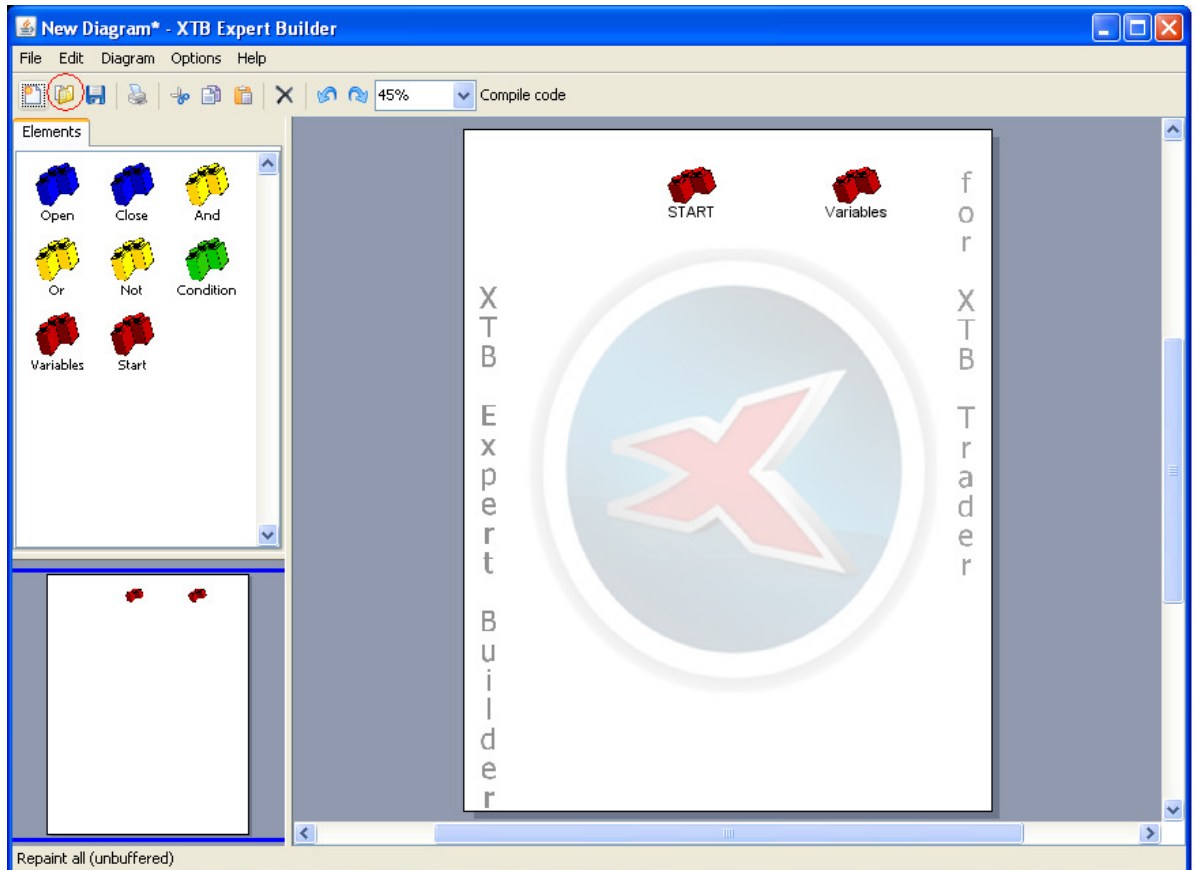 New Diagram* - XTB Expert Builder
File Edit Diagram Options Help
45% Compile code
Elements
Open Close And
Or Not Condition
Variables Start
START Variables
XTB Expert Builder
for XTB Trader
Repaint all (unbuffered)